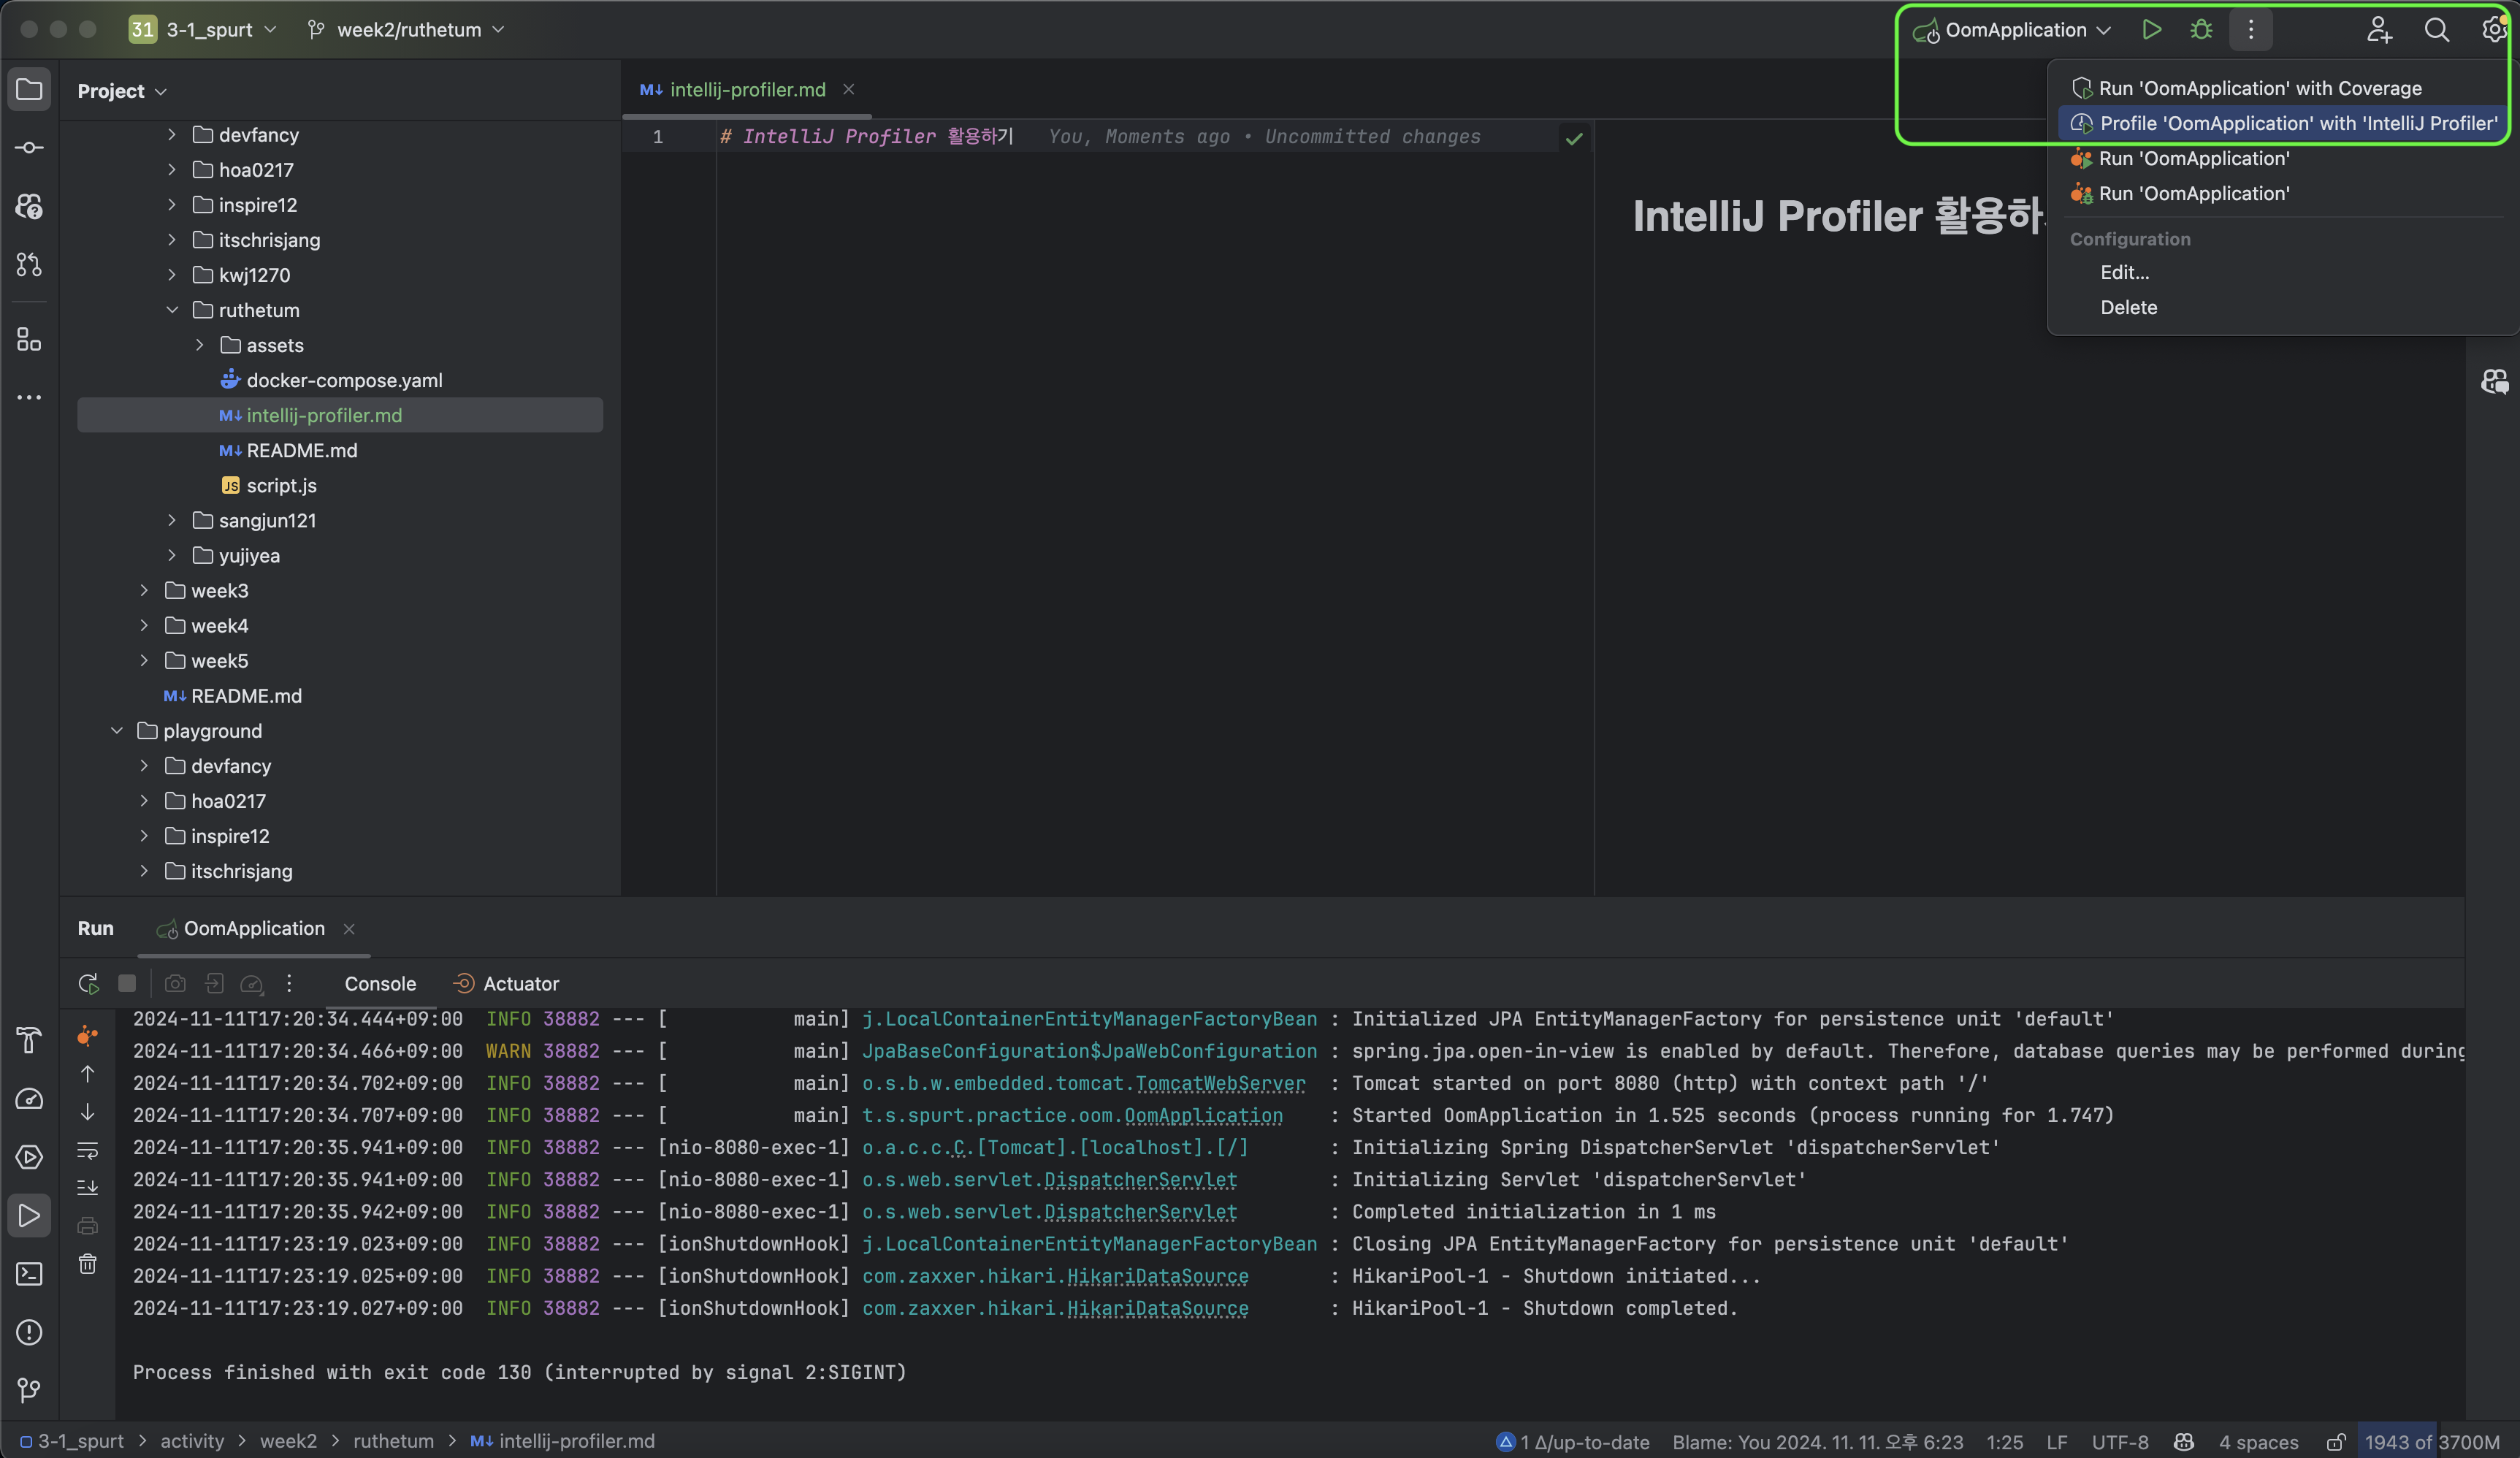 31 3-1_spurt week2/ruthetum OomApplication
Project
devfancy
hoa0217
inspire12
itschrisjang
kwj1270
ruthetum
assets
docker-compose.yaml
M↓ intellij-profiler.md
M↓ README.md
JS script.js
sangjun121
yujiyea
week3
week4
week5
M↓ README.md
playground
devfancy
hoa0217
inspire12
itschrisjang
M↓ intellij-profiler.md
1 # IntelliJ Profiler 활용하기 You, Moments ago • Uncommitted changes
IntelliJ Profiler 활용하
Run 'OomApplication' with Coverage
Profile 'OomApplication' with 'IntelliJ Profiler'
Run 'OomApplication'
Run 'OomApplication'
Configuration
Edit...
Delete
Run OomApplication
Console Actuator
2024-11-11T17:20:34.444+09:00 INFO 38882 --- [ main] j.LocalContainerEntityManagerFactoryBean : Initialized JPA EntityManagerFactory for persistence unit 'default'
2024-11-11T17:20:34.466+09:00 WARN 38882 --- [ main] JpaBaseConfiguration$JpaWebConfiguration : spring.jpa.open-in-view is enabled by default. Therefore, database queries may be performed during
2024-11-11T17:20:34.702+09:00 INFO 38882 --- [ main] o.s.b.w.embedded.tomcat.TomcatWebServer : Tomcat started on port 8080 (http) with context path '/'
2024-11-11T17:20:34.707+09:00 INFO 38882 --- [ main] t.s.spurt.practice.oom.OomApplication : Started OomApplication in 1.525 seconds (process running for 1.747)
2024-11-11T17:20:35.941+09:00 INFO 38882 --- [nio-8080-exec-1] o.a.c.c.C.[Tomcat].[localhost].[/] : Initializing Spring DispatcherServlet 'dispatcherServlet'
2024-11-11T17:20:35.941+09:00 INFO 38882 --- [nio-8080-exec-1] o.s.web.servlet.DispatcherServlet : Initializing Servlet 'dispatcherServlet'
2024-11-11T17:20:35.942+09:00 INFO 38882 --- [nio-8080-exec-1] o.s.web.servlet.DispatcherServlet : Completed initialization in 1 ms
2024-11-11T17:23:19.023+09:00 INFO 38882 --- [ionShutdownHook] j.LocalContainerEntityManagerFactoryBean : Closing JPA EntityManagerFactory for persistence unit 'default'
2024-11-11T17:23:19.025+09:00 INFO 38882 --- [ionShutdownHook] com.zaxxer.hikari.HikariDataSource : HikariPool-1 - Shutdown initiated...
2024-11-11T17:23:19.027+09:00 INFO 38882 --- [ionShutdownHook] com.zaxxer.hikari.HikariDataSource : HikariPool-1 - Shutdown completed.
Process finished with exit code 130 (interrupted by signal 2:SIGINT)
3-1_spurt > activity > week2 > ruthetum > M↓ intellij-profiler.md 1 Δ/up-to-date Blame: You 2024. 11. 11. 오후 6:23 1:25 LF UTF-8 4 spaces 1943 of 3700M